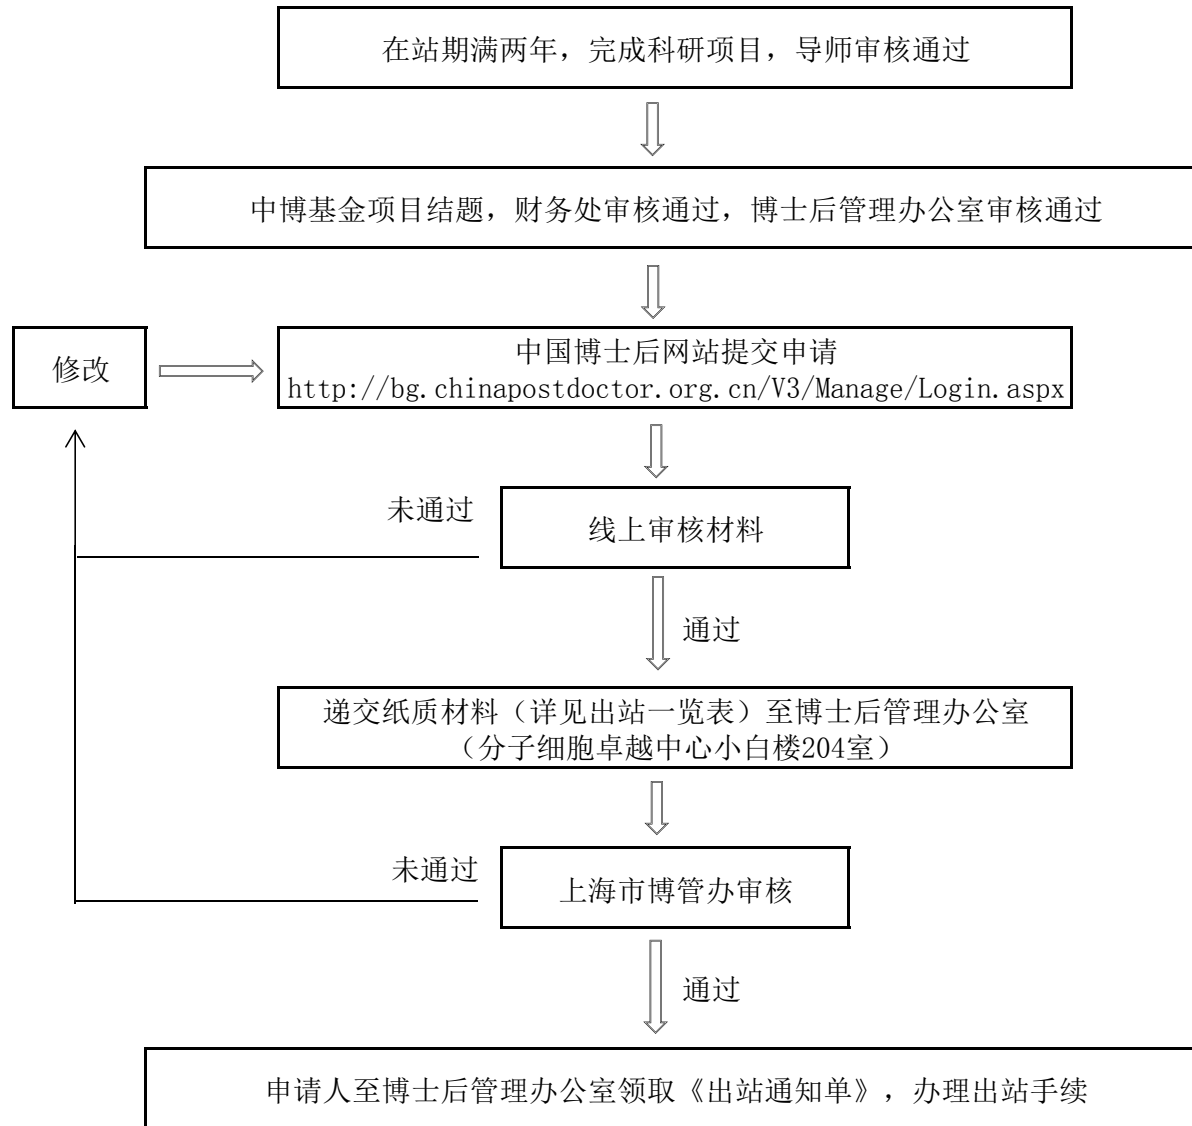 在站期满两年，完成科研项目，导师审核通过
中博基金项目结题，财务处审核通过，博士后管理办公室审核通过
修改
中国博士后网站提交申请
http://bg.chinapostdoctor.org.cn/V3/Manage/Login.aspx
未通过
线上审核材料
通过
递交纸质材料（详见出站一览表）至博士后管理办公室
（分子细胞卓越中心小白楼204室）
未通过
上海市博管办审核
通过
申请人至博士后管理办公室领取《出站通知单》，办理出站手续